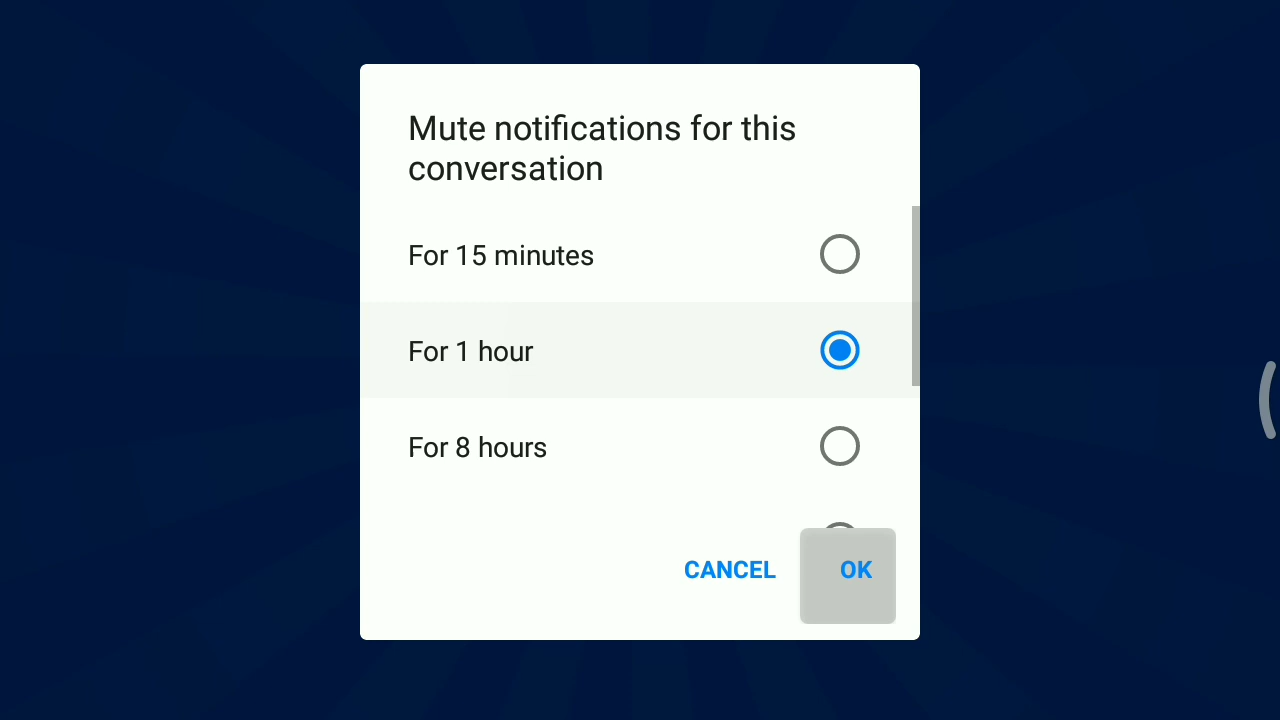 Mute notifications for this
conversation
For 15 minutes
For 1 hour
For 8 hours
CANCEL OK